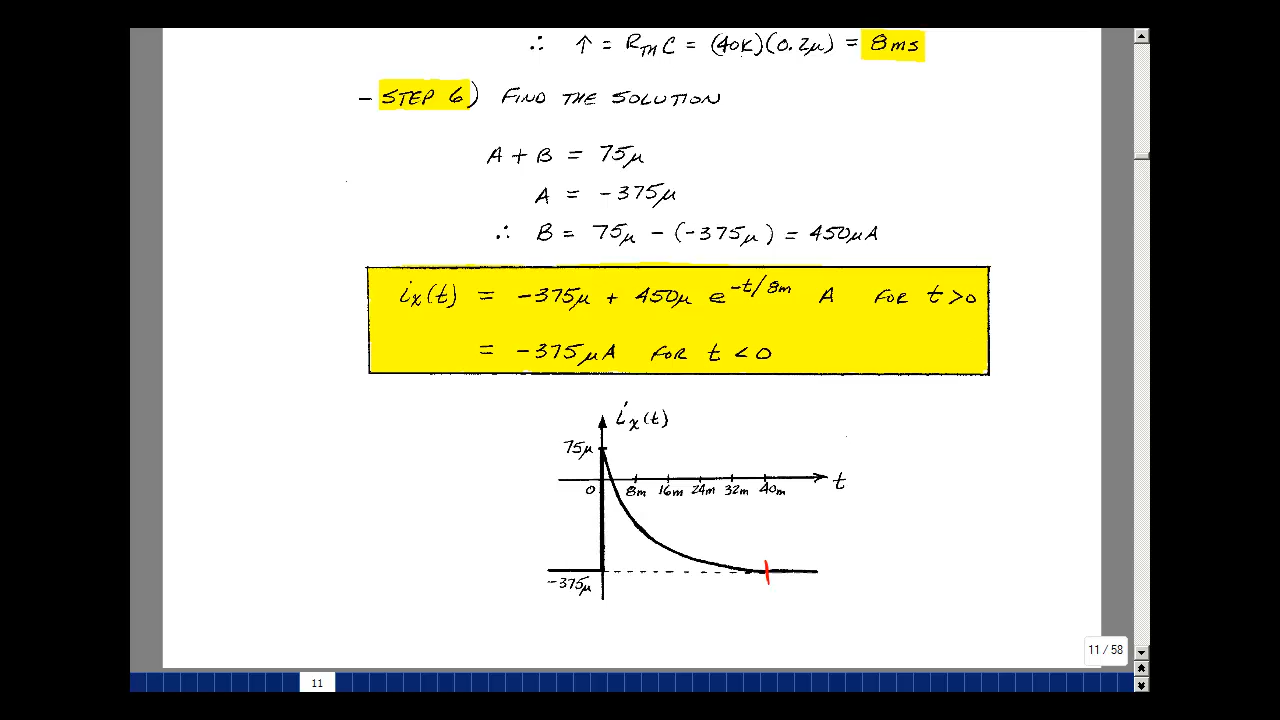 ∴ ↑ = R_TH C = (40K)(0.2μ) = 8ms
- STEP 6) FIND THE SOLUTION
A + B = 75μ
A = -375μ
∴ B = 75μ - (-375μ) = 450μA
i_x(t) = -375μ + 450μ e^(-t/8m) A FOR t>0
= -375μA FOR t < 0
i_x(t)
75μ
0 8m 16m 24m 32m 40m t
-375μ
11 / 58
11